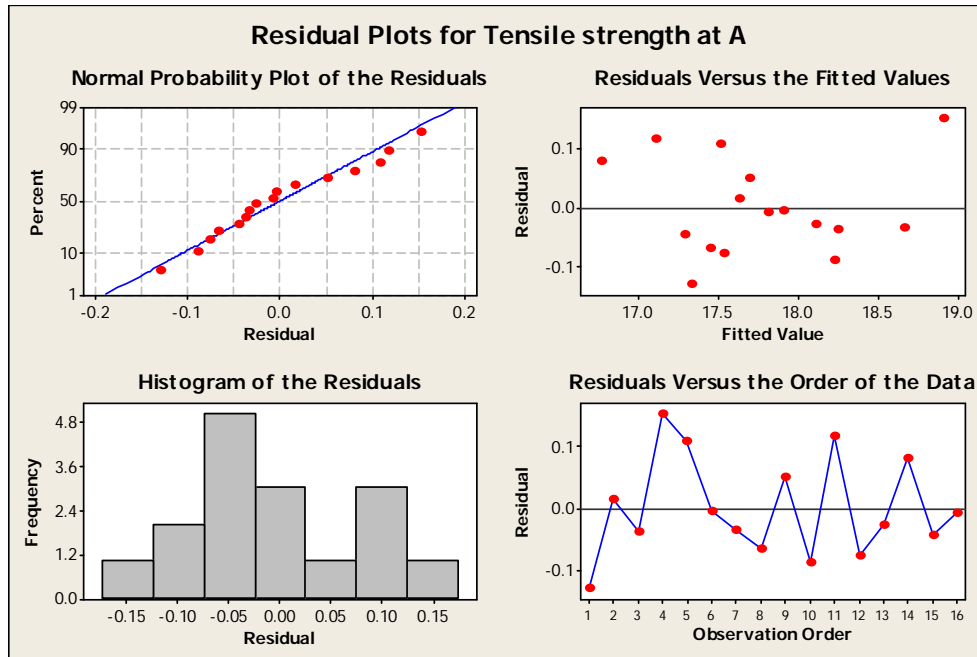 Residual Plots for Tensile strength at A
Normal Probability Plot of the Residuals
99
90
50
10
1
Percent
-0.2 -0.1 0.0 0.1 0.2
Residual
Residuals Versus the Fitted Values
0.1
0.0
-0.1
Residual
17.0 17.5 18.0 18.5 19.0
Fitted Value
Histogram of the Residuals
4.8
3.6
2.4
1.2
0.0
Frequency
-0.15 -0.10 -0.05 0.00 0.05 0.10 0.15
Residual
Residuals Versus the Order of the Data
0.1
0.0
-0.1
Residual
1 2 3 4 5 6 7 8 9 10 11 12 13 14 15 16
Observation Order